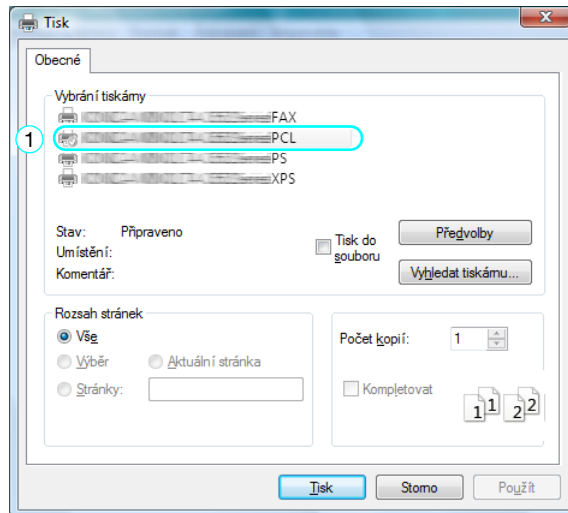 Tisk
Obecné
Vybrání tiskárny
FAX
1 PCL
PS
XPS
Stav: Připraveno
Umístění:
Komentář:
Tisk do
souboru
Předvolby
Vyhledat tiskárnu...
Rozsah stránek
Vše
Výběr Aktuální stránka
Stránky:
Počet kopií: 1
Kompletovat
1 1 2 2
Tisk Storno Použít